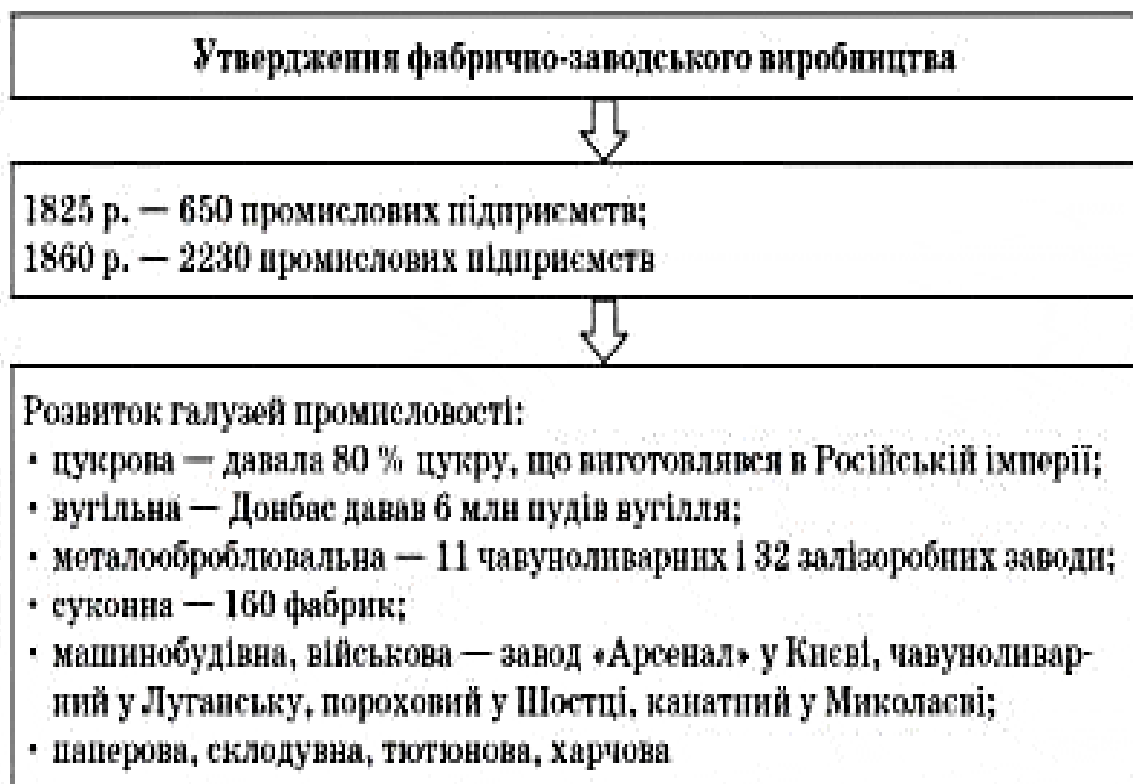 Утвердження фабрично-заводського виробництва
1825 р. — 650 промислових підприємств;
1860 р. — 2230 промислових підприємств
Розвиток галузей промисловості:
• цукрова — давала 80 % цукру, що виготовлявся в Російській імперії;
• вугільна — Донбас давав 6 млн пудів вугілля;
• металообробл­ювальна — 11 чавуноливарних і 32 залізоробних заводи;
• суконна — 160 фабрик;
• машинобудівна, військова — завод «Арсенал» у Києві, чавуноливар-
ний у Луганську, пороховий у Шостці, канатний у Миколаєві;
• паперова, склодувна, тютюнова, харчова